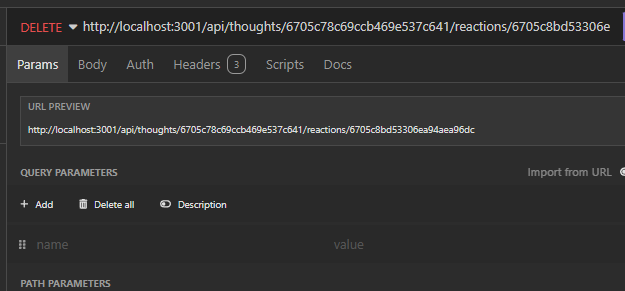 DELETE http://localhost:3001/api/thoughts/6705c78c69ccb469e537c641/reactions/6705c8bd53306e
Params Body Auth Headers 3 Scripts Docs
URL PREVIEW
http://localhost:3001/api/thoughts/6705c78c69ccb469e537c641/reactions/6705c8bd53306ea94aea96dc
QUERY PARAMETERS Import from URL
+ Add Delete all Description
name value
PATH PARAMETERS